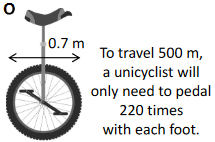 O
0.7 m
To travel 500 m,
a unicyclist will
only need to pedal
220 times
with each foot.